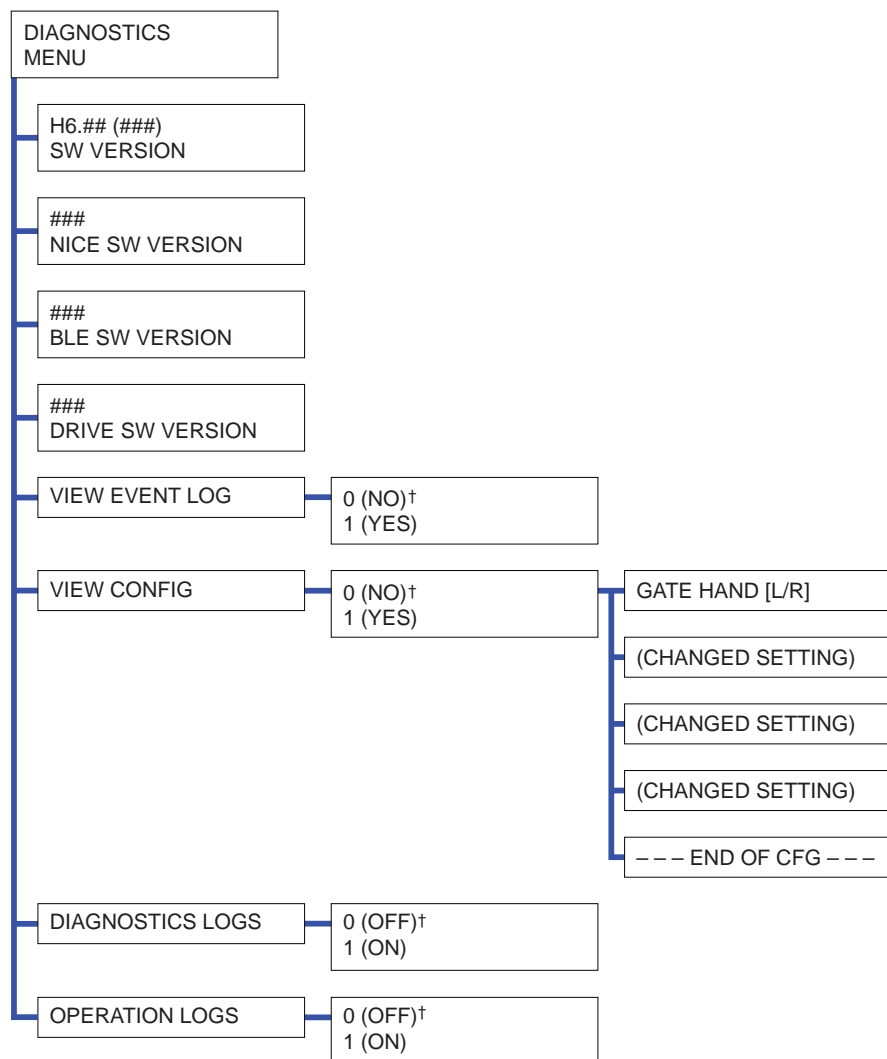 DIAGNOSTICS
MENU
H6.## (###)
SW VERSION
###
NICE SW VERSION
###
BLE SW VERSION
###
DRIVE SW VERSION
VIEW EVENT LOG
0 (NO)†
1 (YES)
VIEW CONFIG
0 (NO)†
1 (YES)
GATE HAND [L/R]
(CHANGED SETTING)
(CHANGED SETTING)
(CHANGED SETTING)
– – – END OF CFG – – –
DIAGNOSTICS LOGS
0 (OFF)†
1 (ON)
OPERATION LOGS
0 (OFF)†
1 (ON)